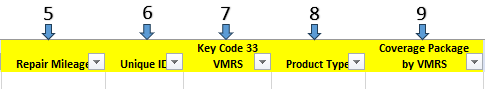 5 6 7 8 9
Key Code 33 Coverage Package
Repair Mileage Unique ID VMRS Product Type by VMRS